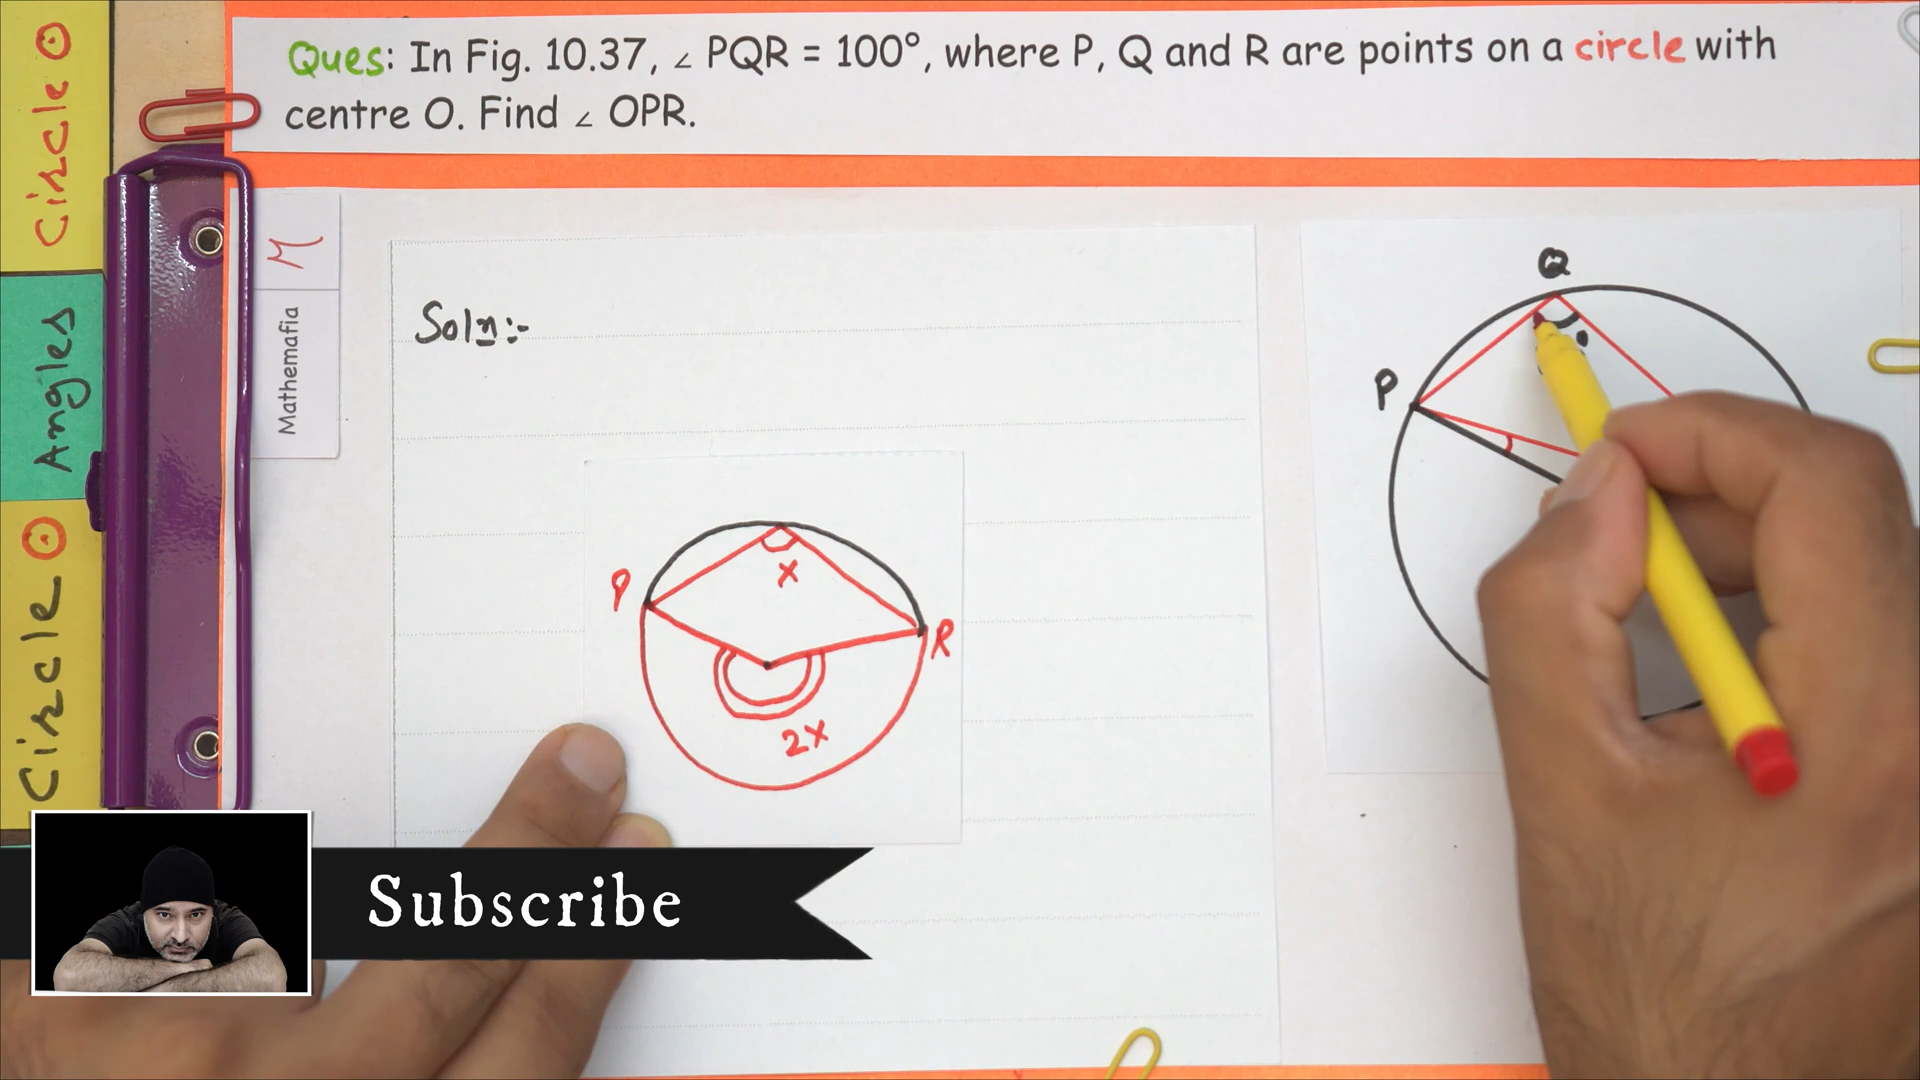 Ques: In Fig. 10.37, ∠ PQR = 100°, where P, Q and R are points on a circle with
centre O. Find ∠ OPR.
Circle
Angles
Circle
M
Mathemafia
Soln:-
P
x
R
2x
Q
P
Subscribe